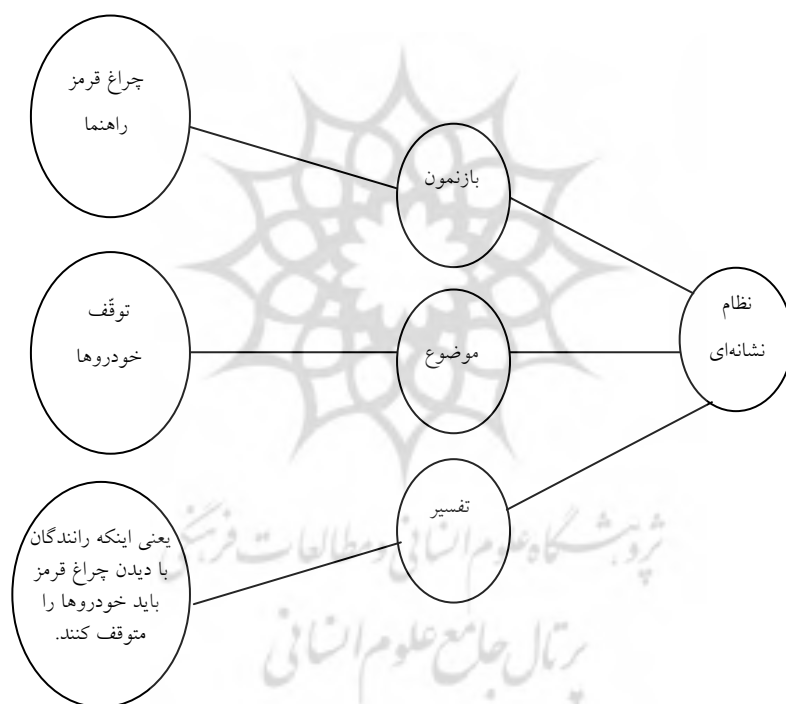 نظام
نشانه‌ای
بازنمون
چراغ قرمز
راهنما
موضوع
توقّف
خودروها
تفسیر
یعنی اینکه رانندگان
با دیدن چراغ قرمز
باید خودروها را
متوقف کنند.
پژوهشگاه علوم انسانی و مطالعات فرهنگی
پرتال جامع علوم انسانی